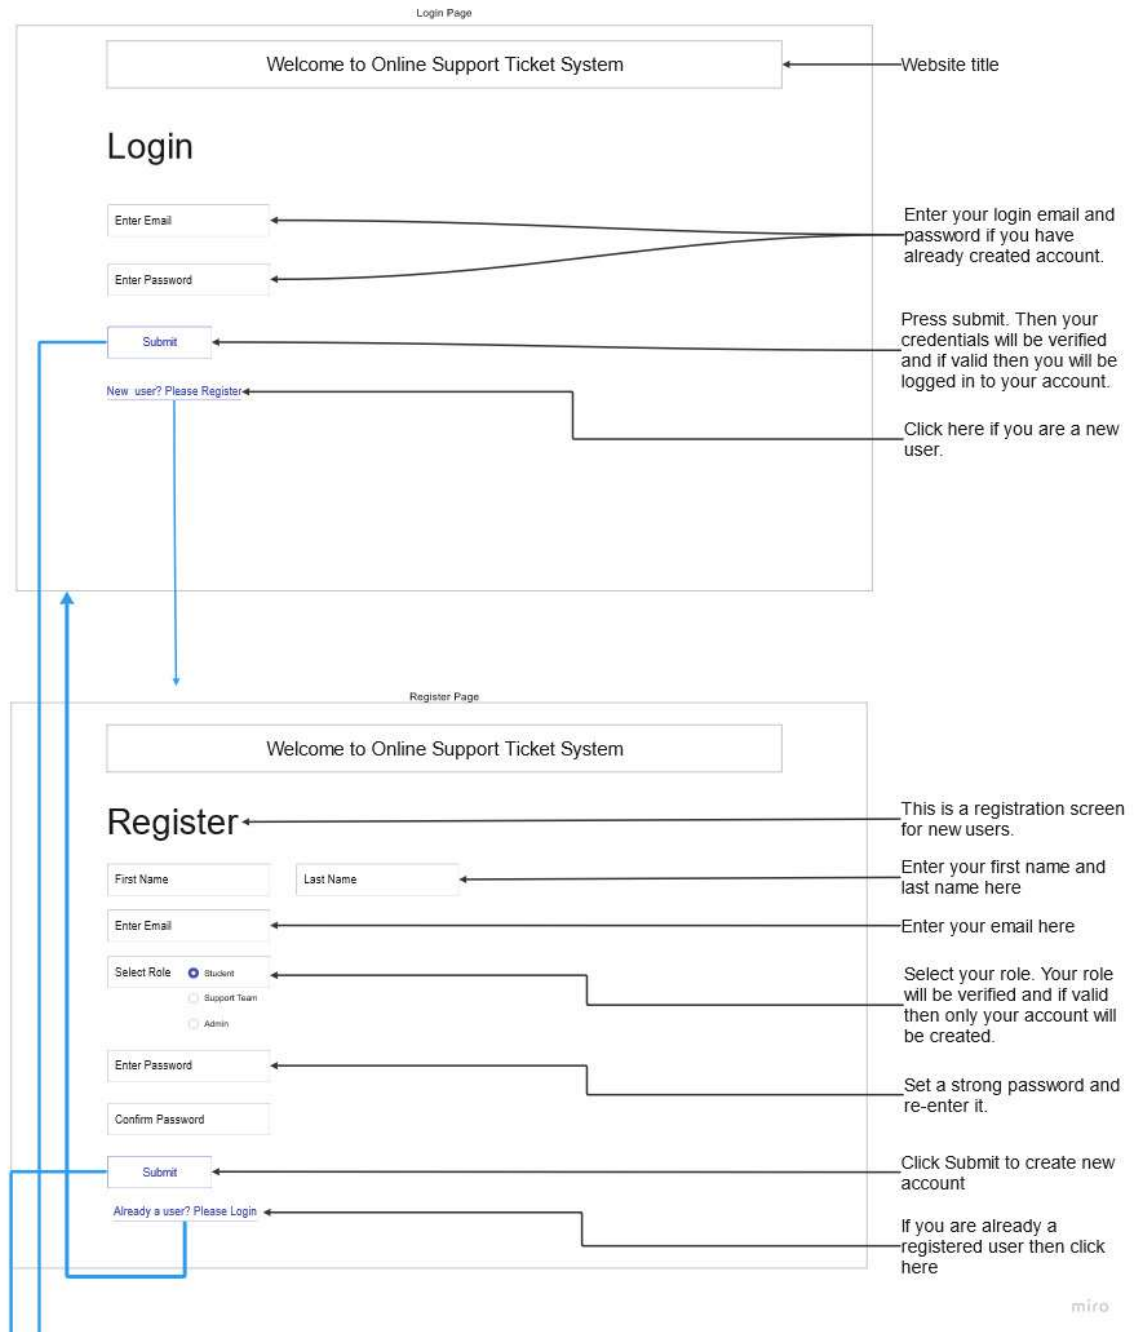 Login Page
Welcome to Online Support Ticket System
Website title
Login
Enter Email
Enter your login email and
password if you have
already created account.
Enter Password
Submit
Press submit. Then your
credentials will be verified
and if valid then you will be
logged in to your account.
New user? Please Register
Click here if you are a new
user.
Register Page
Welcome to Online Support Ticket System
Register
This is a registration screen
for new users.
First Name
Last Name
Enter your first name and
last name here
Enter Email
Enter your email here
Select Role
Student
Support Team
Admin
Select your role. Your role
will be verified and if valid
then only your account will
be created.
Enter Password
Set a strong password and
re-enter it.
Confirm Password
Submit
Click Submit to create new
account
Already a user? Please Login
If you are already a
registered user then click
here
miro